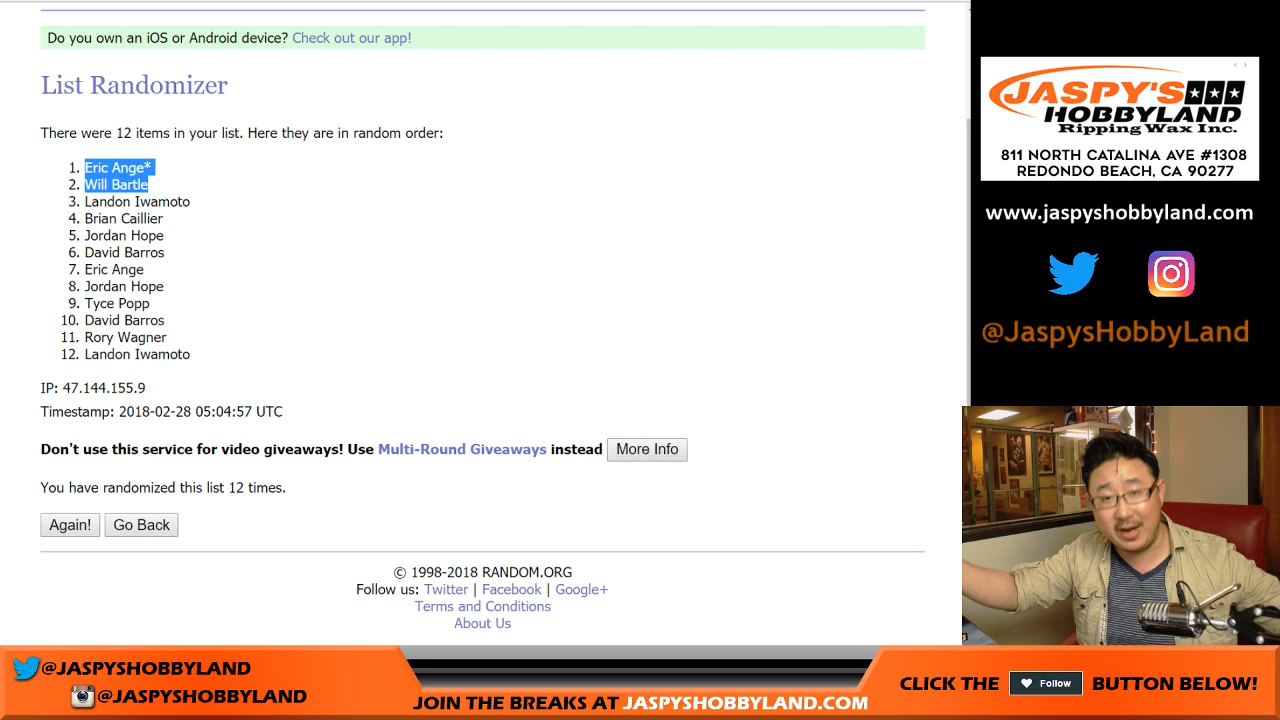 Do you own an iOS or Android device? Check out our app!
List Randomizer
There were 12 items in your list. Here they are in random order:
1. Eric Ange*
2. Will Bartle
3. Landon Iwamoto
4. Brian Caillier
5. Jordan Hope
6. David Barros
7. Eric Ange
8. Jordan Hope
9. Tyce Popp
10. David Barros
11. Rory Wagner
12. Landon Iwamoto
IP: 47.144.155.9
Timestamp: 2018-02-28 05:04:57 UTC
Don't use this service for video giveaways! Use Multi-Round Giveaways instead More Info
You have randomized this list 12 times.
Again! Go Back
© 1998-2018 RANDOM.ORG
Follow us: Twitter | Facebook | Google+
Terms and Conditions
About Us
JASPY'S
HOBBYLAND
Ripping Wax Inc.
811 NORTH CATALINA AVE #1308
REDONDO BEACH, CA 90277
www.jaspyshobbyland.com
@JaspysHobbyLand
@JASPYSHOBBYLAND
@JASPYSHOBBYLAND
JOIN THE BREAKS AT JASPYSHOBBYLAND.COM
CLICK THE Follow BUTTON BELOW!